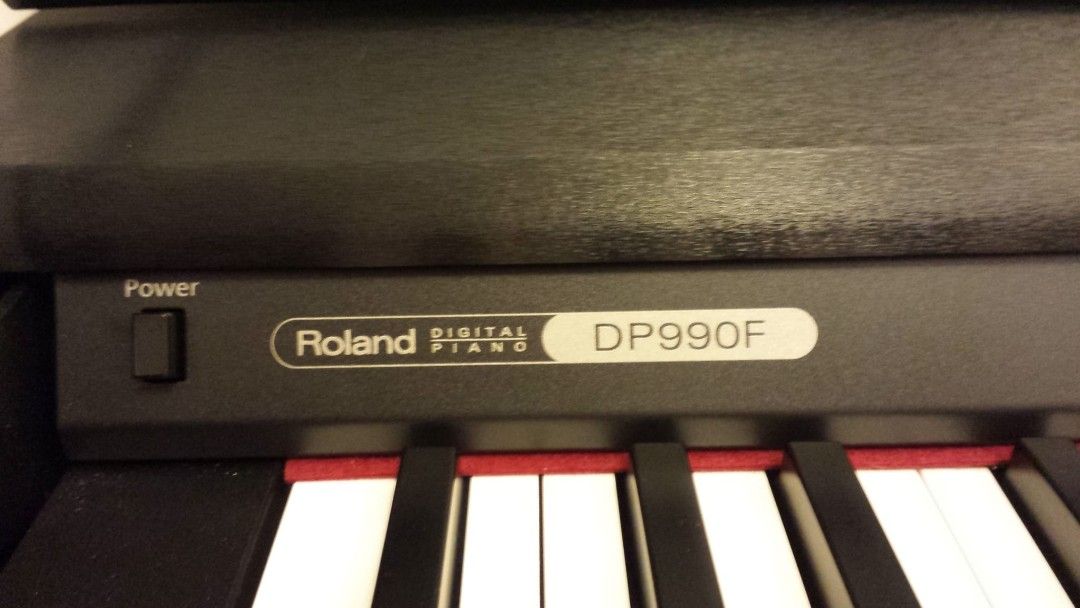 Power
Roland DIGITAL PIANO DP990F